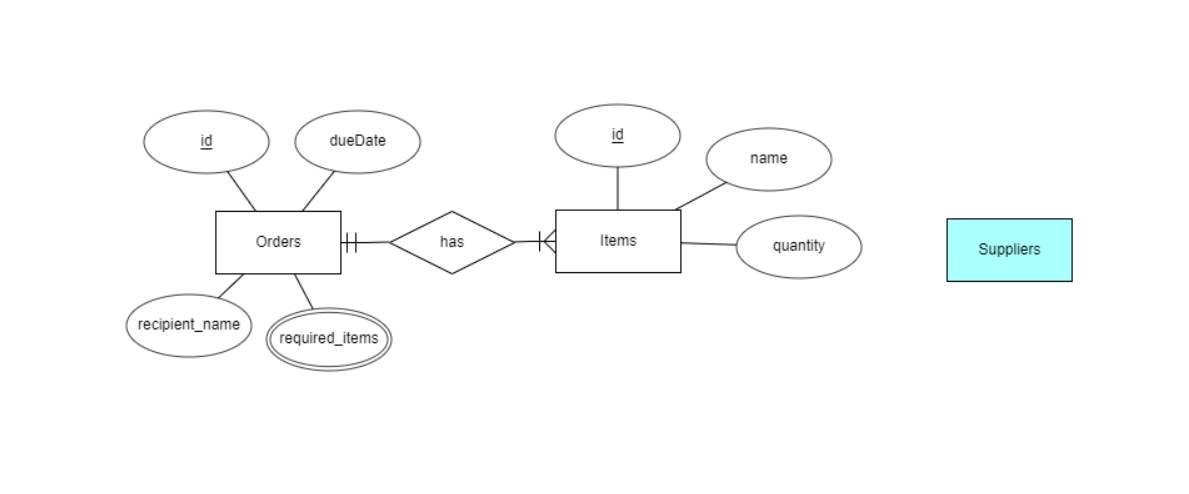 id
dueDate
id
name
Orders
has
Items
quantity
Suppliers
recipient_name
required_items